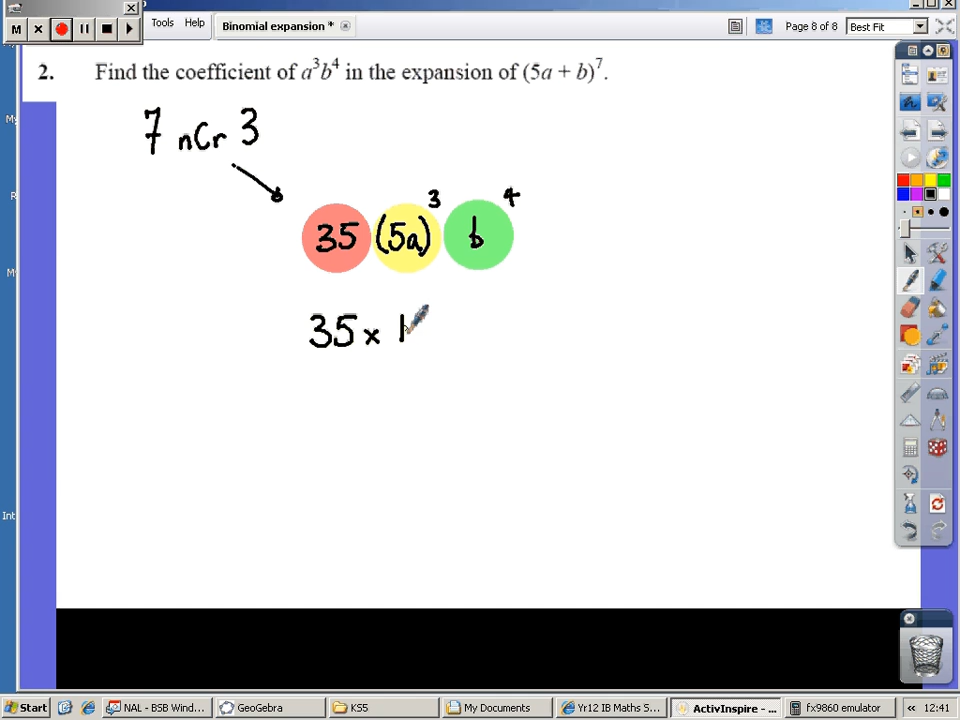 Tools Help Binomial expansion * Page 8 of 8 Best Fit
2. Find the coefficient of a³b⁴ in the expansion of (5a + b)⁷.
7 nCr 3
35 (5a)³ b⁴
35 × 1
Int
Start NAL - BSB Wind... GeoGebra KS5 My Documents Yr12 IB Maths S... ActivInspire - ... fx9860 emulator « 12:41